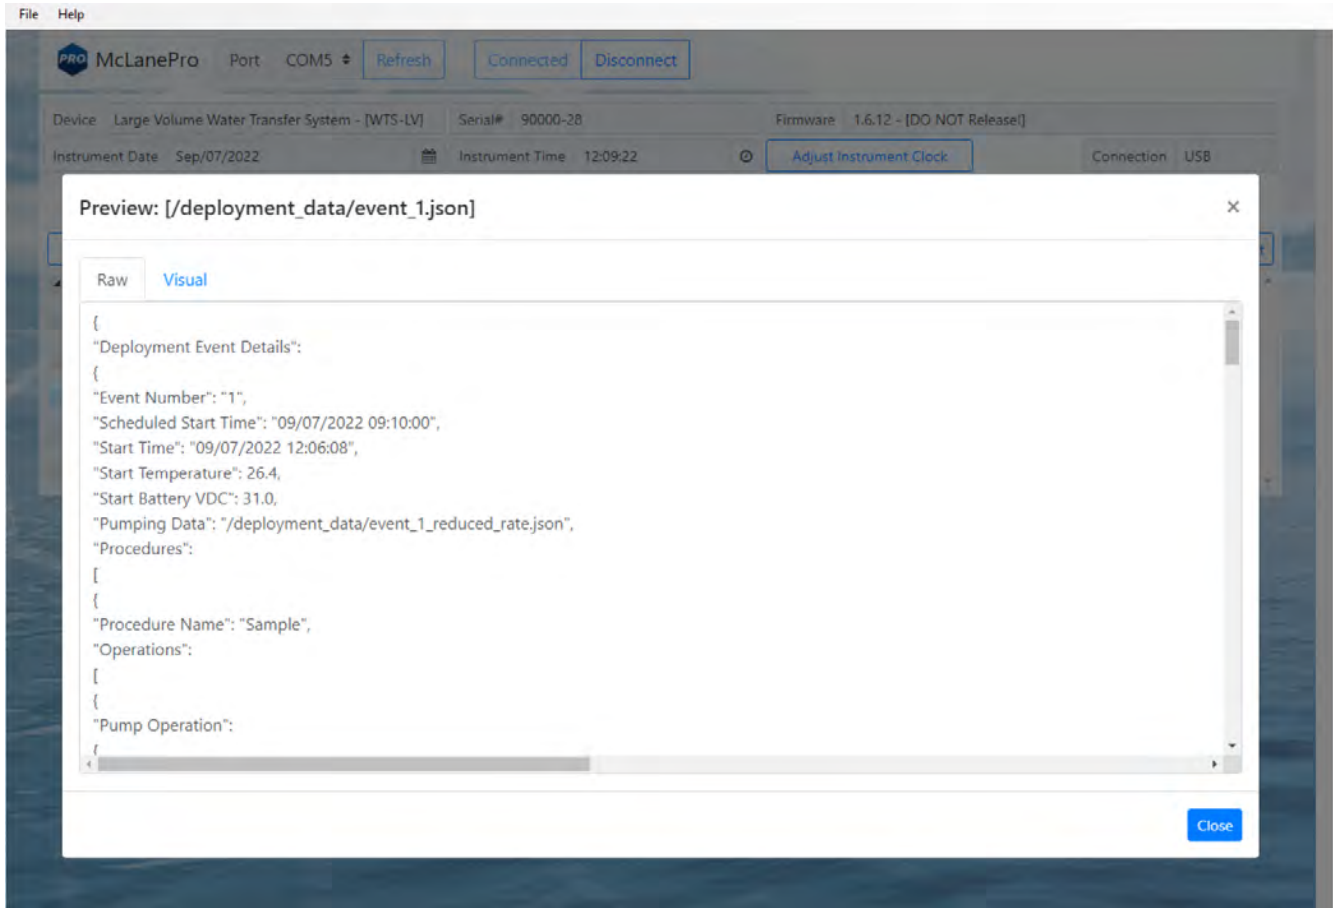 File Help
PRO McLanePro Port COM5 Refresh Connected Disconnect
Device Large Volume Water Transfer System - [WTS-LV] Serial# 90000-28 Firmware 1.6.12 - [DO NOT Release!]
Instrument Date Sep/07/2022 Instrument Time 12:09:22 Adjust Instrument Clock Connection USB
Preview: [/deployment_data/event_1.json] ×
Raw Visual
{
"Deployment Event Details":
{
"Event Number": "1",
"Scheduled Start Time": "09/07/2022 09:10:00",
"Start Time": "09/07/2022 12:06:08",
"Start Temperature": 26.4,
"Start Battery VDC": 31.0,
"Pumping Data": "/deployment_data/event_1_reduced_rate.json",
"Procedures":
[
{
"Procedure Name": "Sample",
"Operations":
[
{
"Pump Operation":
{
Close